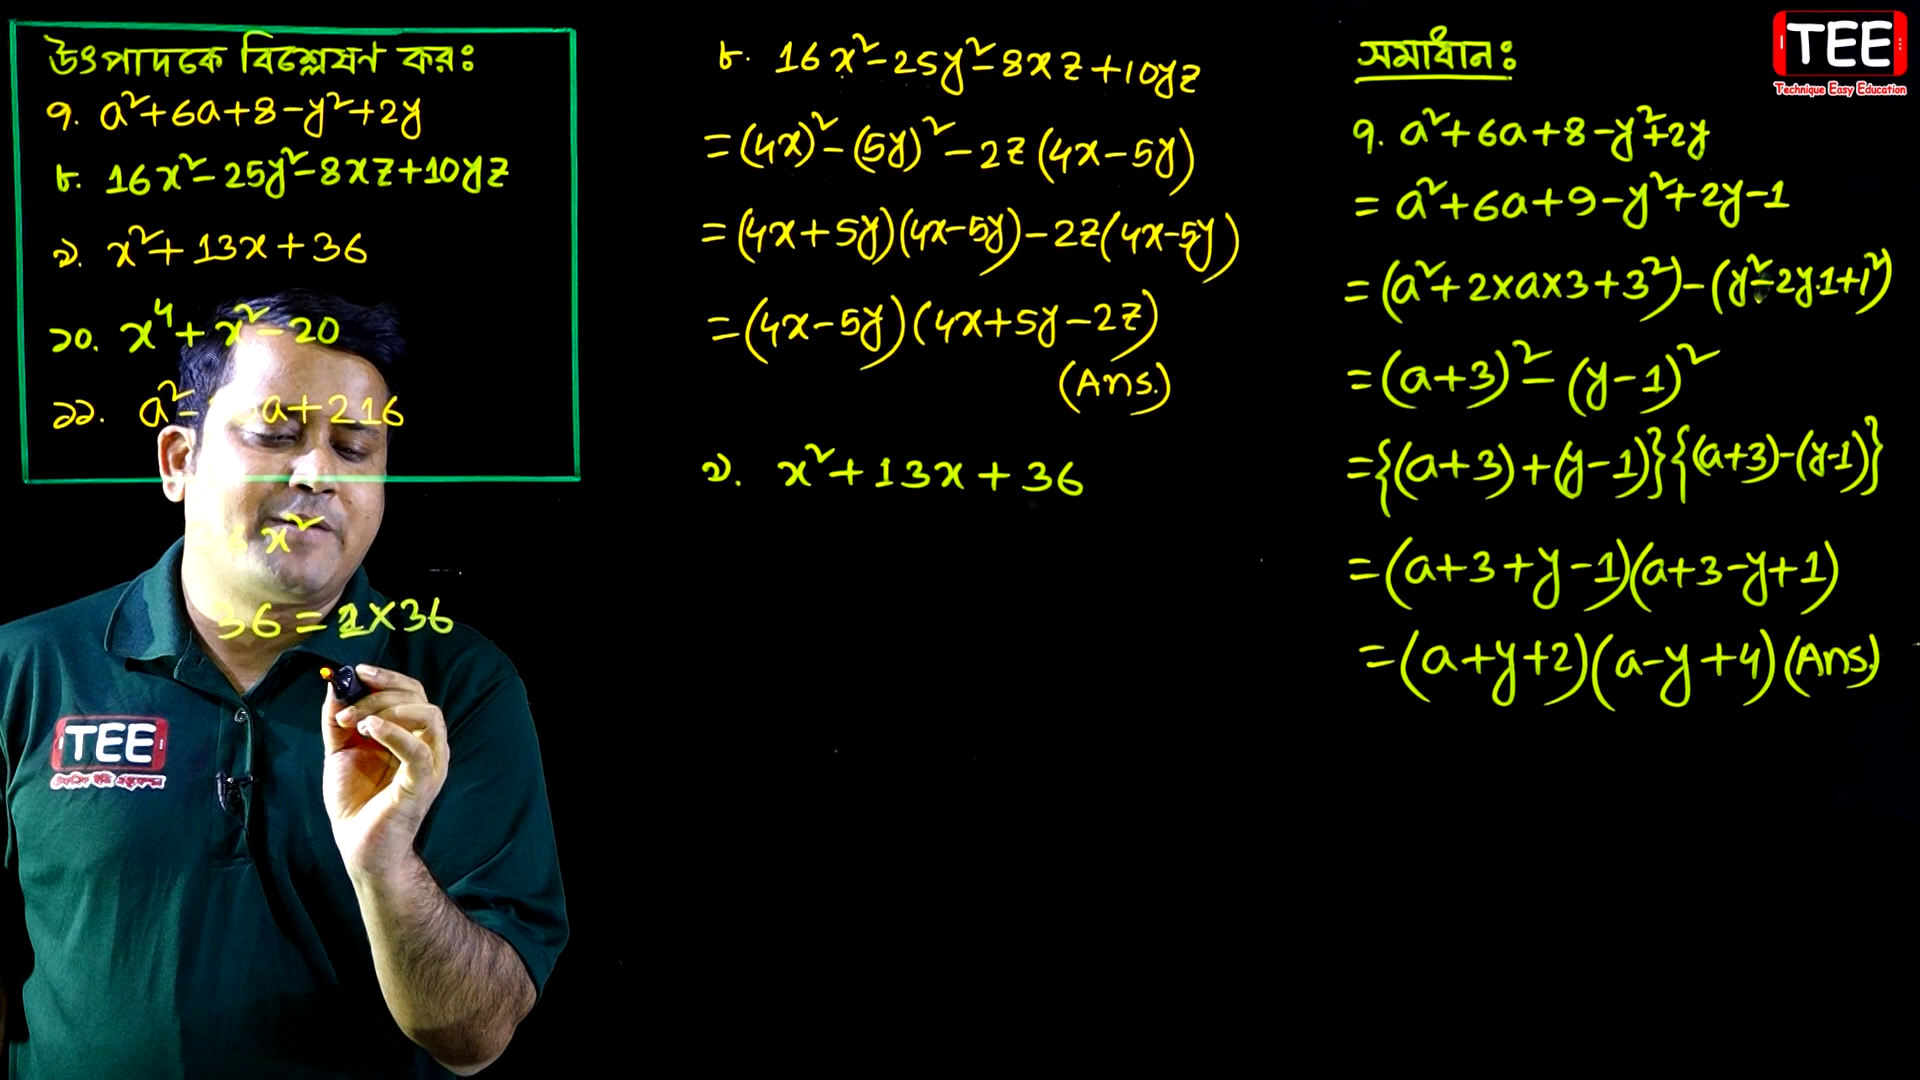 উৎপাদকে বিশ্লেষন করঃ
৭. a²+6a+8-y²+2y
৮. 16x²-25y²-8xz+10yz
৯. x²+13x+36
১০. x⁴+x²-20
১১. a²- a+216
6 x²
36=1×36
৮. 16x²-25y²-8xz+10yz
=(4x)²-(5y)²-2z(4x-5y)
=(4x+5y)(4x-5y)-2z(4x-5y)
=(4x-5y)(4x+5y-2z)
(Ans.)
৯. x²+13x+36
সমাধানঃ
৭. a²+6a+8-y²+2y
= a²+6a+9-y²+2y-1
=(a²+2×a×3+3²)-(y²-2y.1+1²)
=(a+3)²-(y-1)²
={(a+3)+(y-1)}{(a+3)-(y-1)}
=(a+3+y-1)(a+3-y+1)
=(a+y+2)(a-y+4)(Ans.)
TEE
Technique Easy Education
TEE